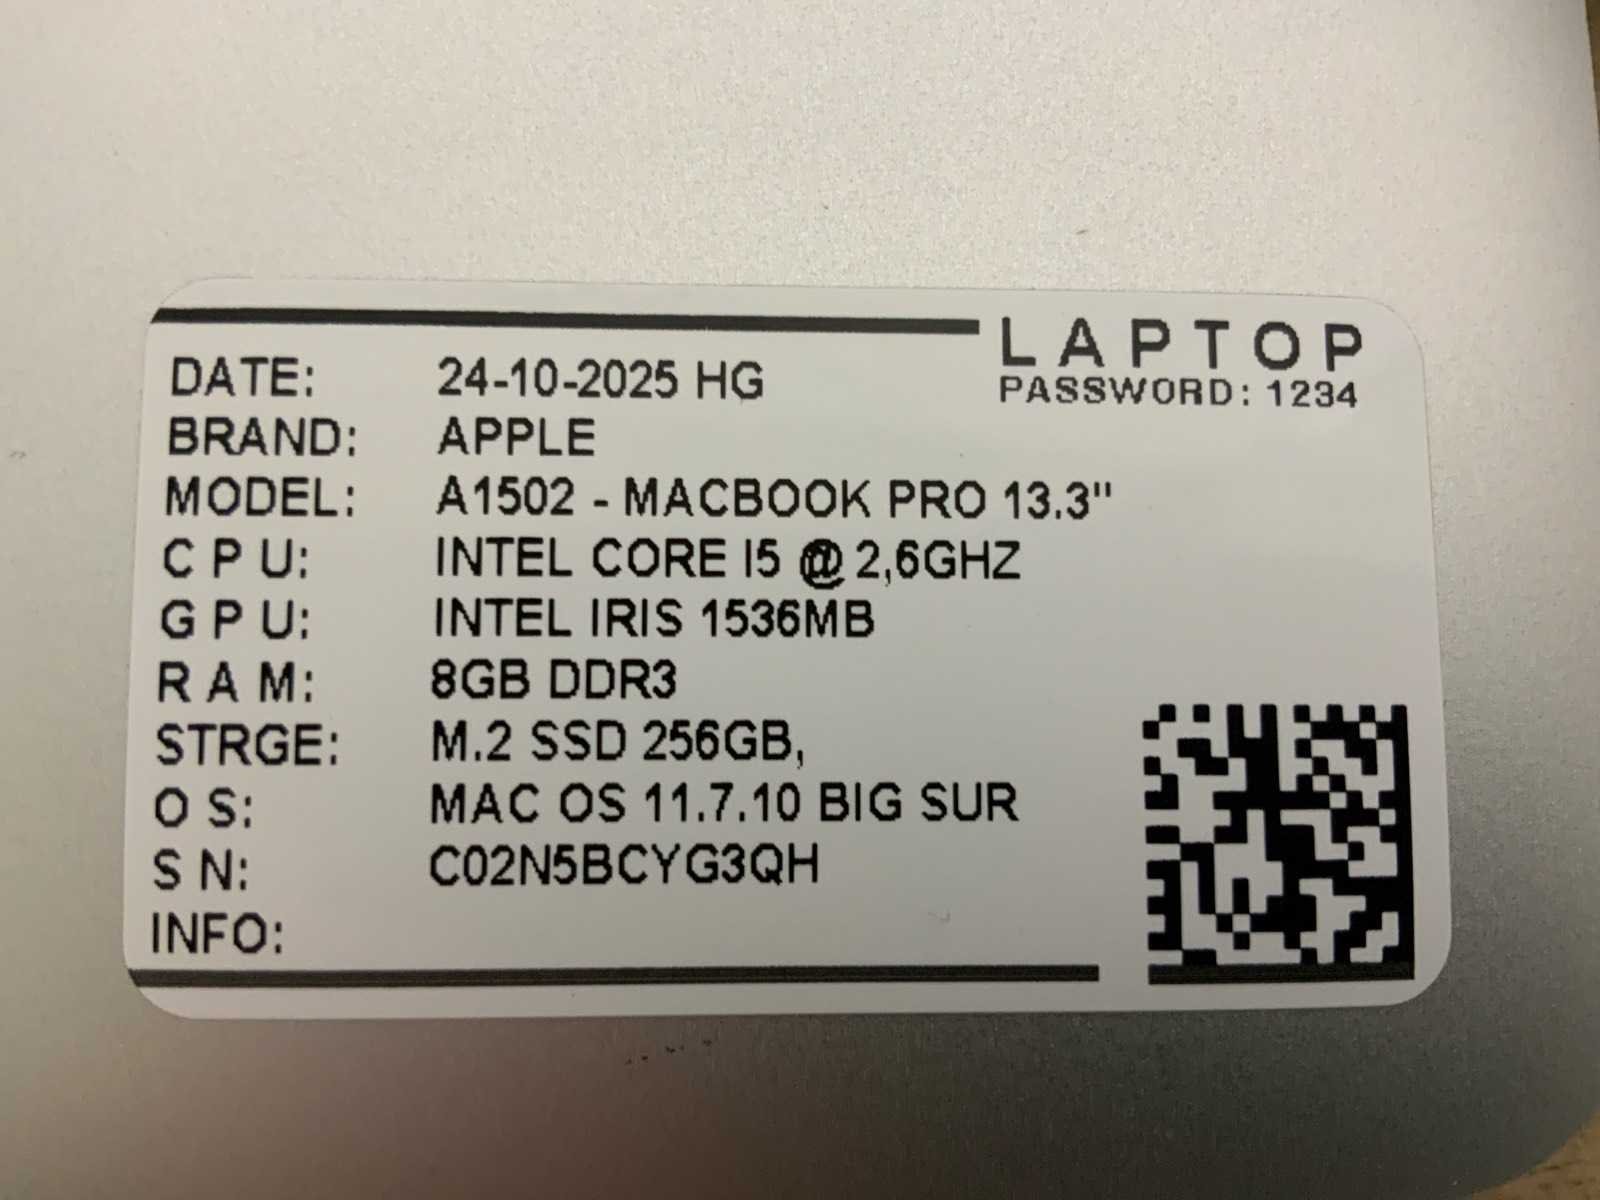 LAPTOP
PASSWORD: 1234
DATE: 24-10-2025 HG
BRAND: APPLE
MODEL: A1502 - MACBOOK PRO 13.3"
C P U: INTEL CORE I5 @ 2,6GHZ
G P U: INTEL IRIS 1536MB
R A M: 8GB DDR3
STRGE: M.2 SSD 256GB,
O S: MAC OS 11.7.10 BIG SUR
S N: C02N5BCYG3QH
INFO: